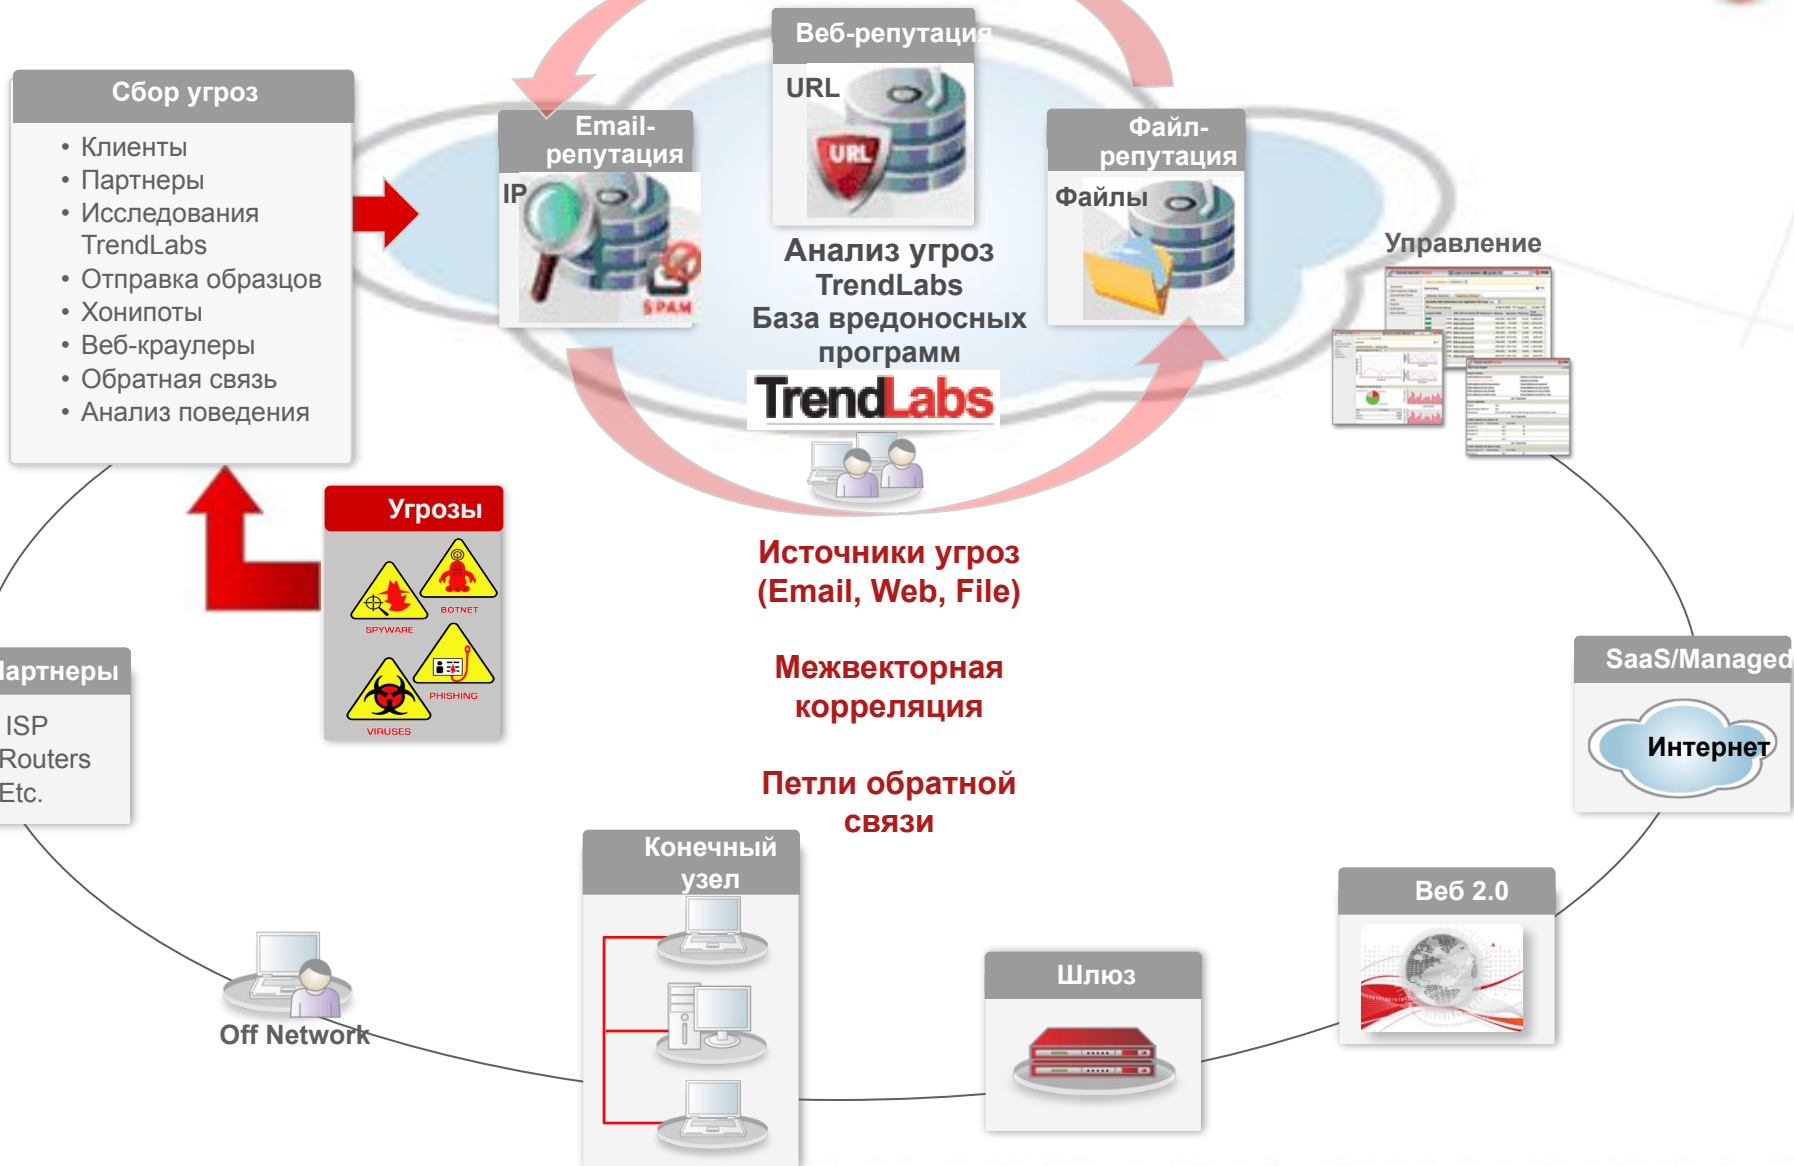 Веб-репутация
URL
URL
Сбор угроз
• Клиенты
• Партнеры
• Исследования
TrendLabs
• Отправка образцов
• Хонипоты
• Веб-краулеры
• Обратная связь
• Анализ поведения
Email-
репутация
IP
SPAM
Файл-
репутация
Файлы
Анализ угроз
TrendLabs
База вредоносных
программ
TrendLabs
Управление
Угрозы
BOTNET
SPYWARE
PHISHING
VIRUSES
Источники угроз
(Email, Web, File)
Межвекторная
корреляция
Петли обратной
связи
Партнеры
ISP
Routers
Etc.
SaaS/Managed
Интернет
Конечный
узел
Веб 2.0
Шлюз
Off Network